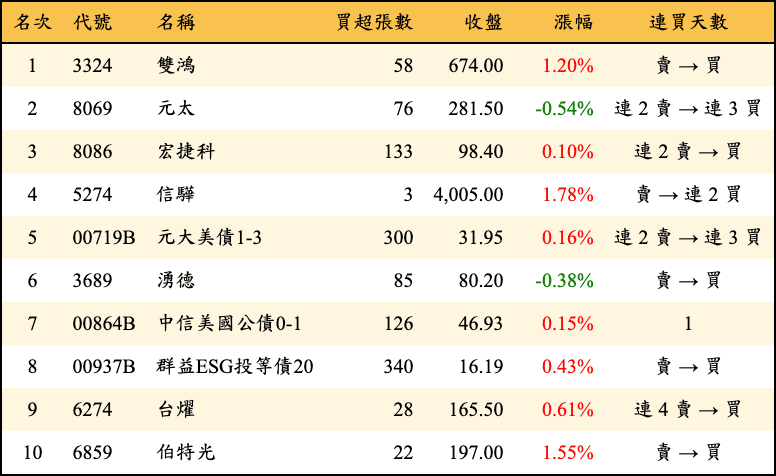 名次 代號 名稱 買超張數 收盤 漲幅 連買天數
1 3324 雙鴻 58 674.00 1.20% 賣 → 買
2 8069 元太 76 281.50 -0.54% 連 2 賣 → 連 3 買
3 8086 宏捷科 133 98.40 0.10% 連 2 賣 → 買
4 5274 信驊 3 4,005.00 1.78% 賣 → 連 2 買
5 00719B 元大美債1-3 300 31.95 0.16% 連 2 賣 → 連 3 買
6 3689 湧德 85 80.20 -0.38% 賣 → 買
7 00864B 中信美國公債0-1 126 46.93 0.15% 1
8 00937B 群益ESG投等債20 340 16.19 0.43% 賣 → 買
9 6274 台燿 28 165.50 0.61% 連 4 賣 → 買
10 6859 伯特光 22 197.00 1.55% 賣 → 買